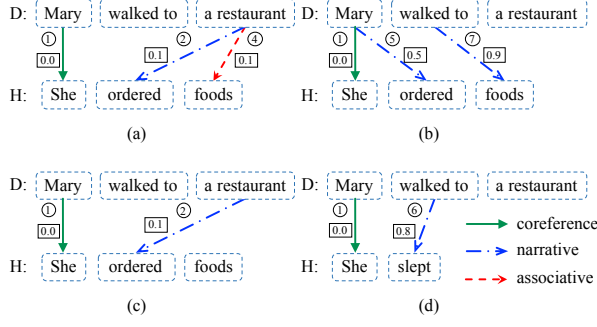 D: Mary walked to a restaurant
① ② ④
0.0 0.1 0.1
H: She ordered foods
(a)
D: Mary walked to a restaurant
① ⑤ ⑦
0.0 0.5 0.9
H: She ordered foods
(b)
D: Mary walked to a restaurant
① ②
0.0 0.1
H: She ordered foods
(c)
D: Mary walked to a restaurant
① ⑥
0.0 0.8
H: She slept
(d)
coreference
narrative
associative